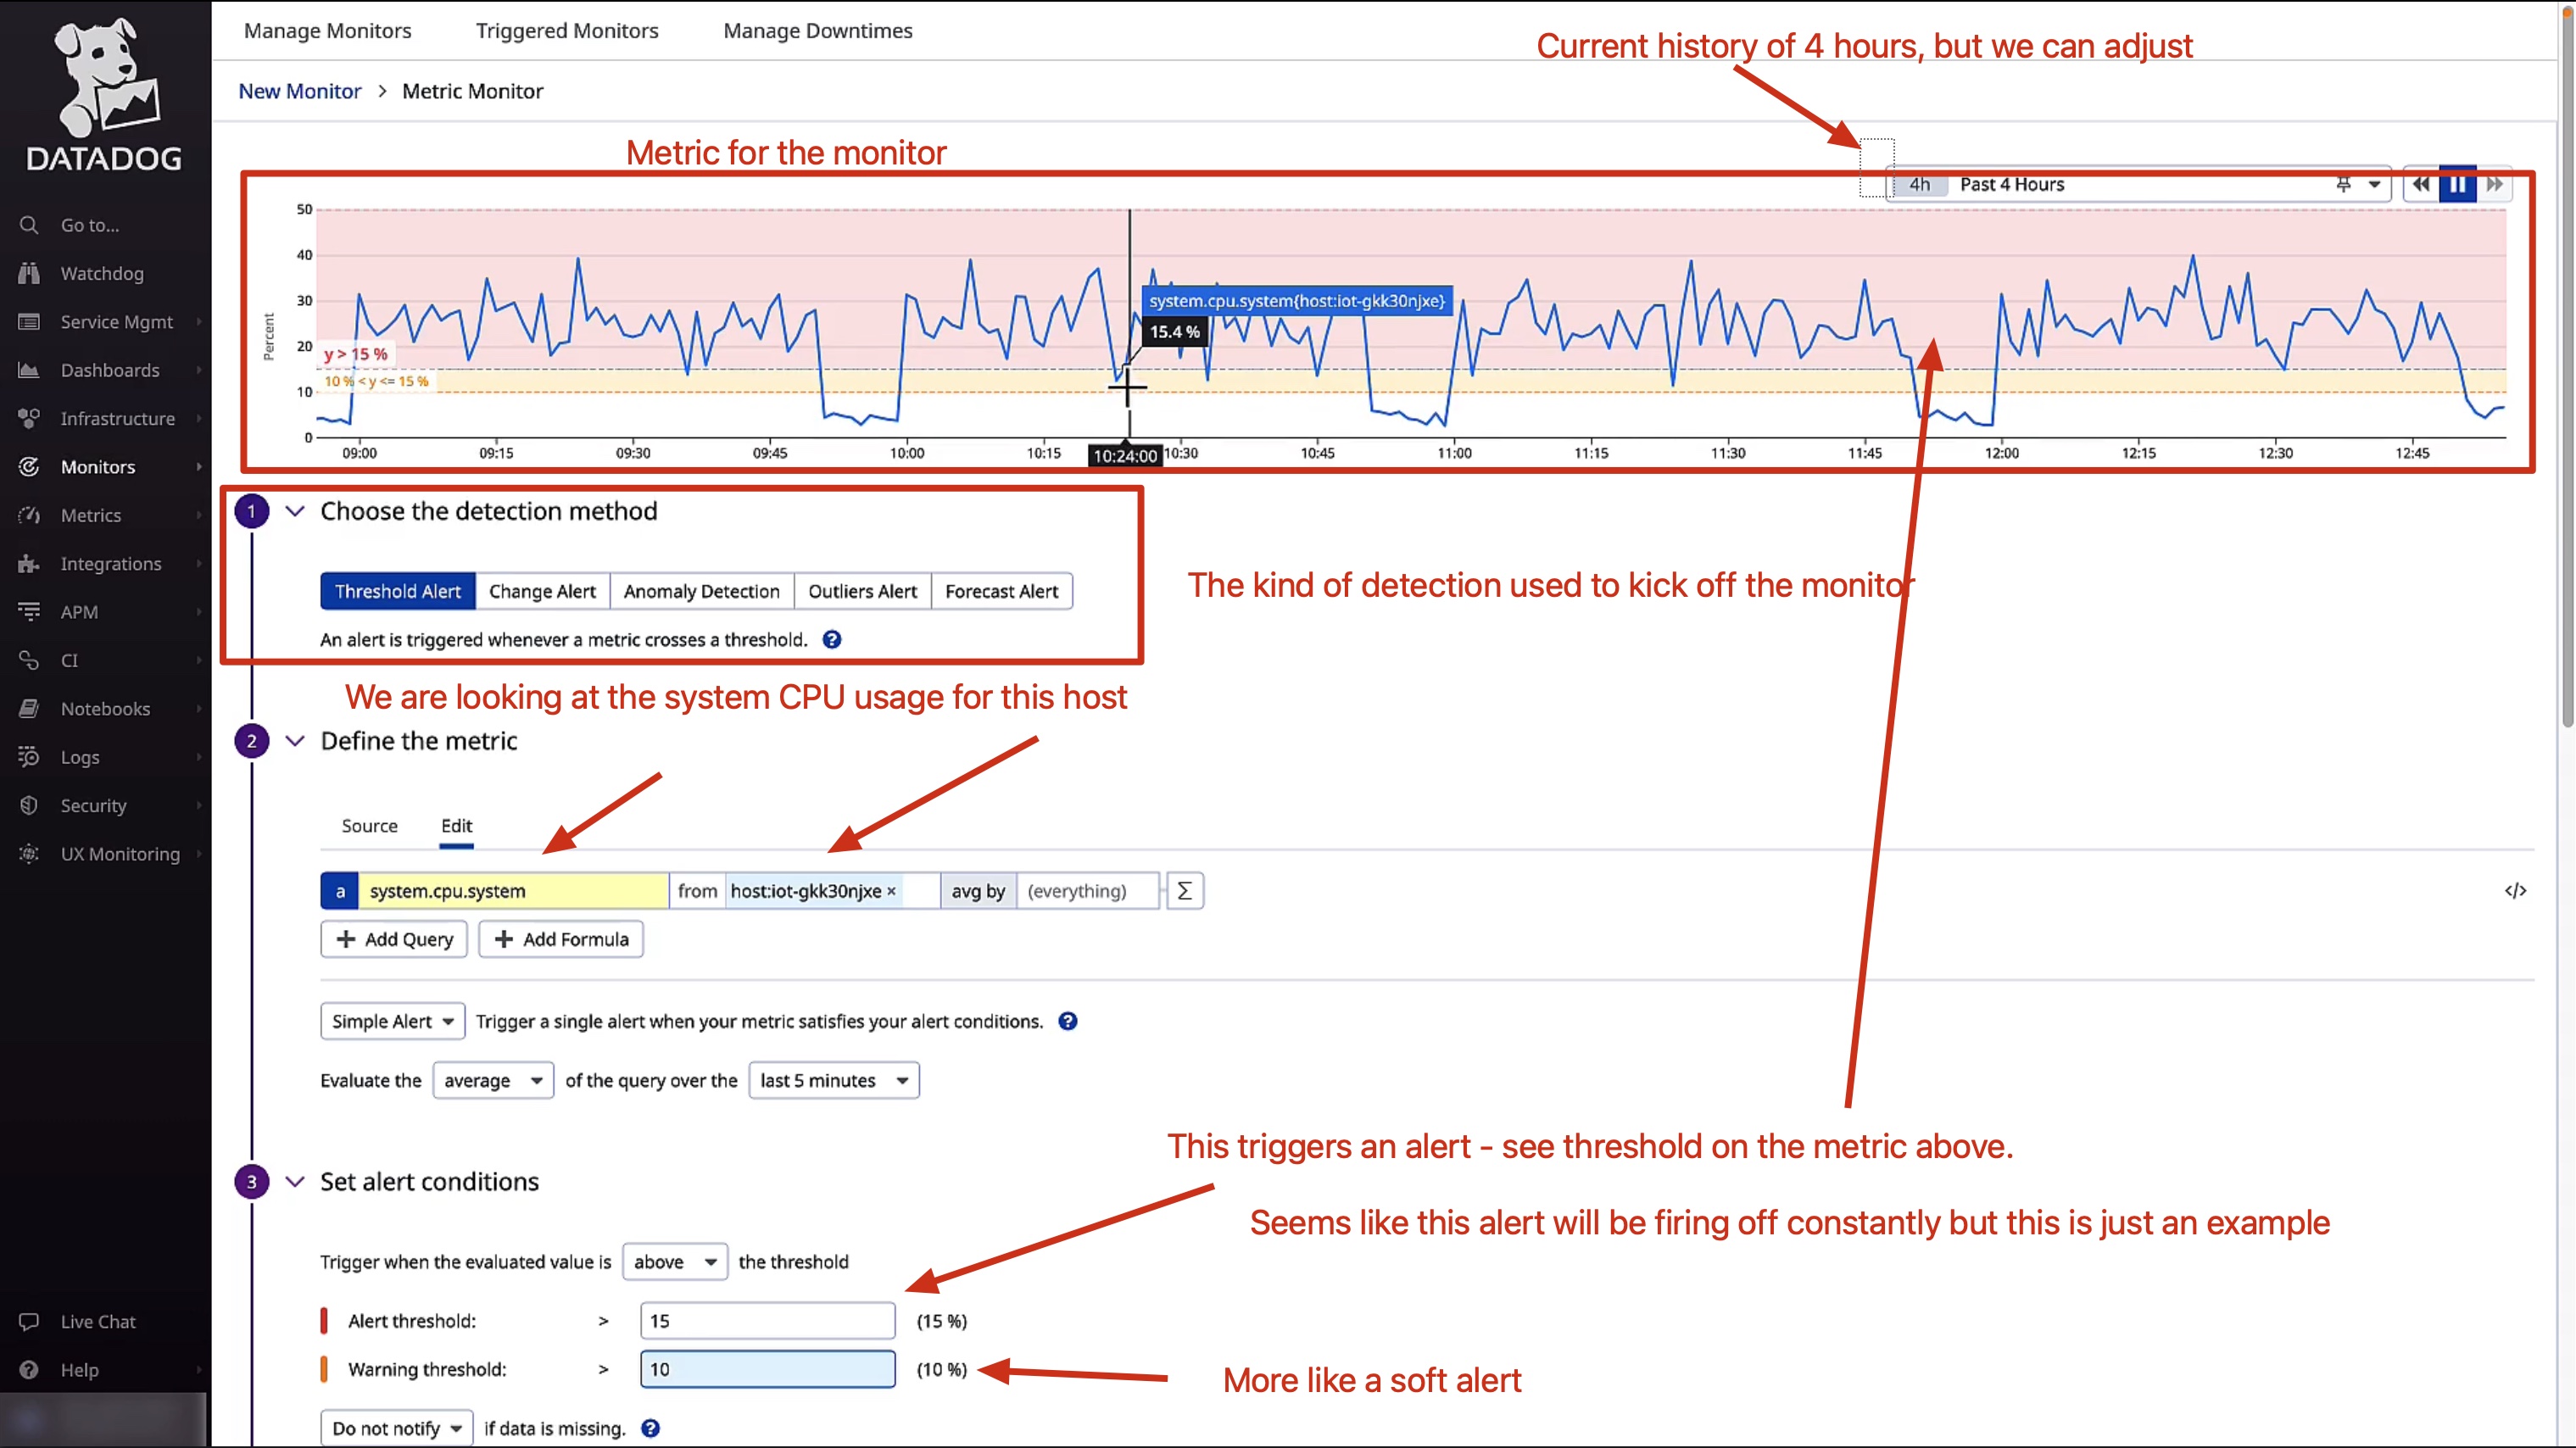 Manage Monitors
Triggered Monitors
Manage Downtimes
Current history of 4 hours, but we can adjust
New Monitor > Metric Monitor
DATADOG
Go to...
Watchdog
Service Mgmt
Dashboards
Infrastructure
Monitors
Metrics
Integrations
APM
CI
Notebooks
Logs
Security
UX Monitoring
Live Chat
Help
Metric for the monitor
4h Past 4 Hours
Percent
50
40
30
20
10
0
y > 15 %
10 % < y <= 15 %
system.cpu.system{host:iot-gkk30njxe}
15.4 %
09:00 09:15 09:30 09:45 10:00 10:15 10:24:00 10:30 10:45 11:00 11:15 11:30 11:45 12:00 12:15 12:30 12:45
1 Choose the detection method
Threshold Alert Change Alert Anomaly Detection Outliers Alert Forecast Alert
The kind of detection used to kick off the monitor
An alert is triggered whenever a metric crosses a threshold. ?
We are looking at the system CPU usage for this host
2 Define the metric
Source Edit
a system.cpu.system from host:iot-gkk30njxe × avg by (everything) Σ </>
+ Add Query + Add Formula
Simple Alert Trigger a single alert when your metric satisfies your alert conditions. ?
Evaluate the average of the query over the last 5 minutes
This triggers an alert - see threshold on the metric above.
3 Set alert conditions
Seems like this alert will be firing off constantly but this is just an example
Trigger when the evaluated value is above the threshold
Alert threshold: > 15 (15 %)
Warning threshold: > 10 (10 %)
More like a soft alert
Do not notify if data is missing. ?